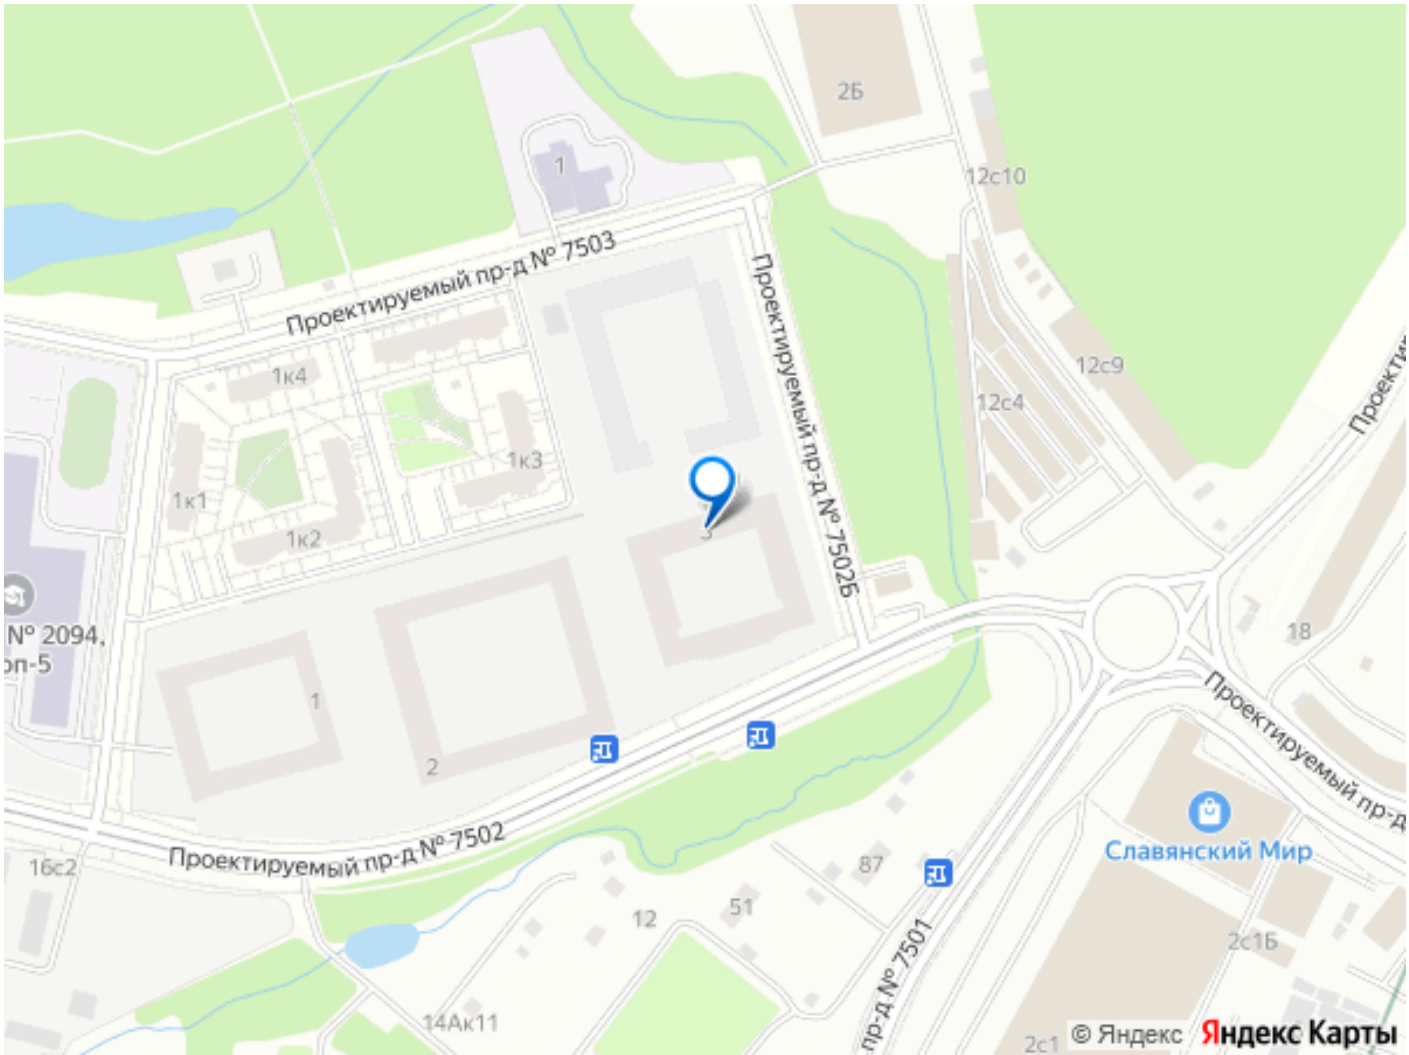 2Б
1
12с10
Проектируемый пр-д № 7503
Проектируемый пр-д № 7502Б
12с9
1к4
12с4
1к3
1к1
1к2
3
№ 2094,
оп-5
18
1
2
Проектируемый пр-д
Славянский Мир
Проектируемый пр-д № 7502
16с2
87
51
12
2с1Б
пр-д № 7501
14Ак11
2с1
© Яндекс Яндекс Карты